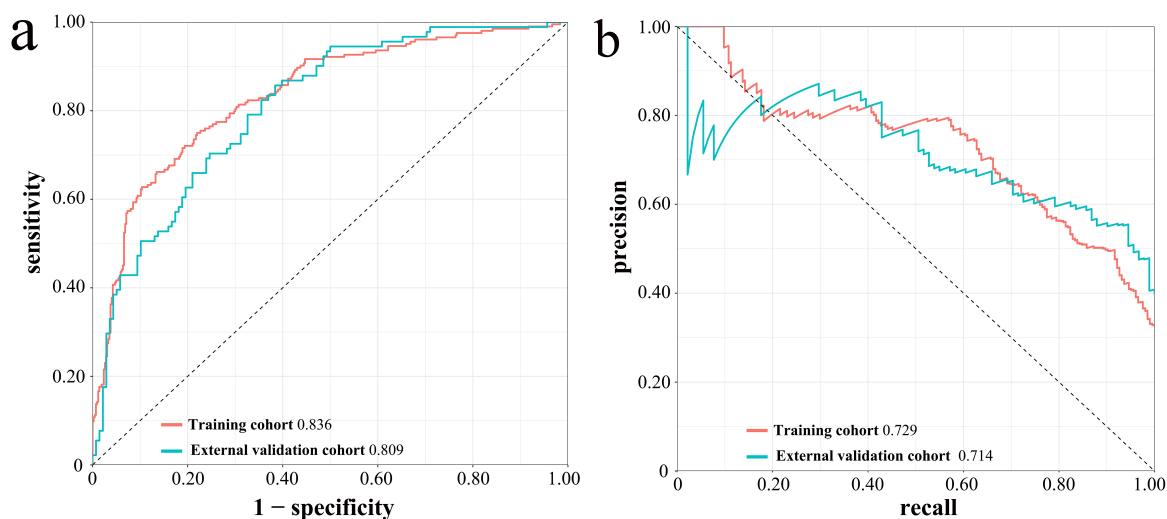 a
1.00
0.80
0.60
0.40
0.20
0
sensitivity
Training cohort 0.836
External validation cohort 0.809
0 0.20 0.40 0.60 0.80 1.00
1 − specificity
b
1.00
0.80
0.60
0.40
0.20
0
precision
Training cohort 0.729
External validation cohort 0.714
0 0.20 0.40 0.60 0.80 1.00
recall